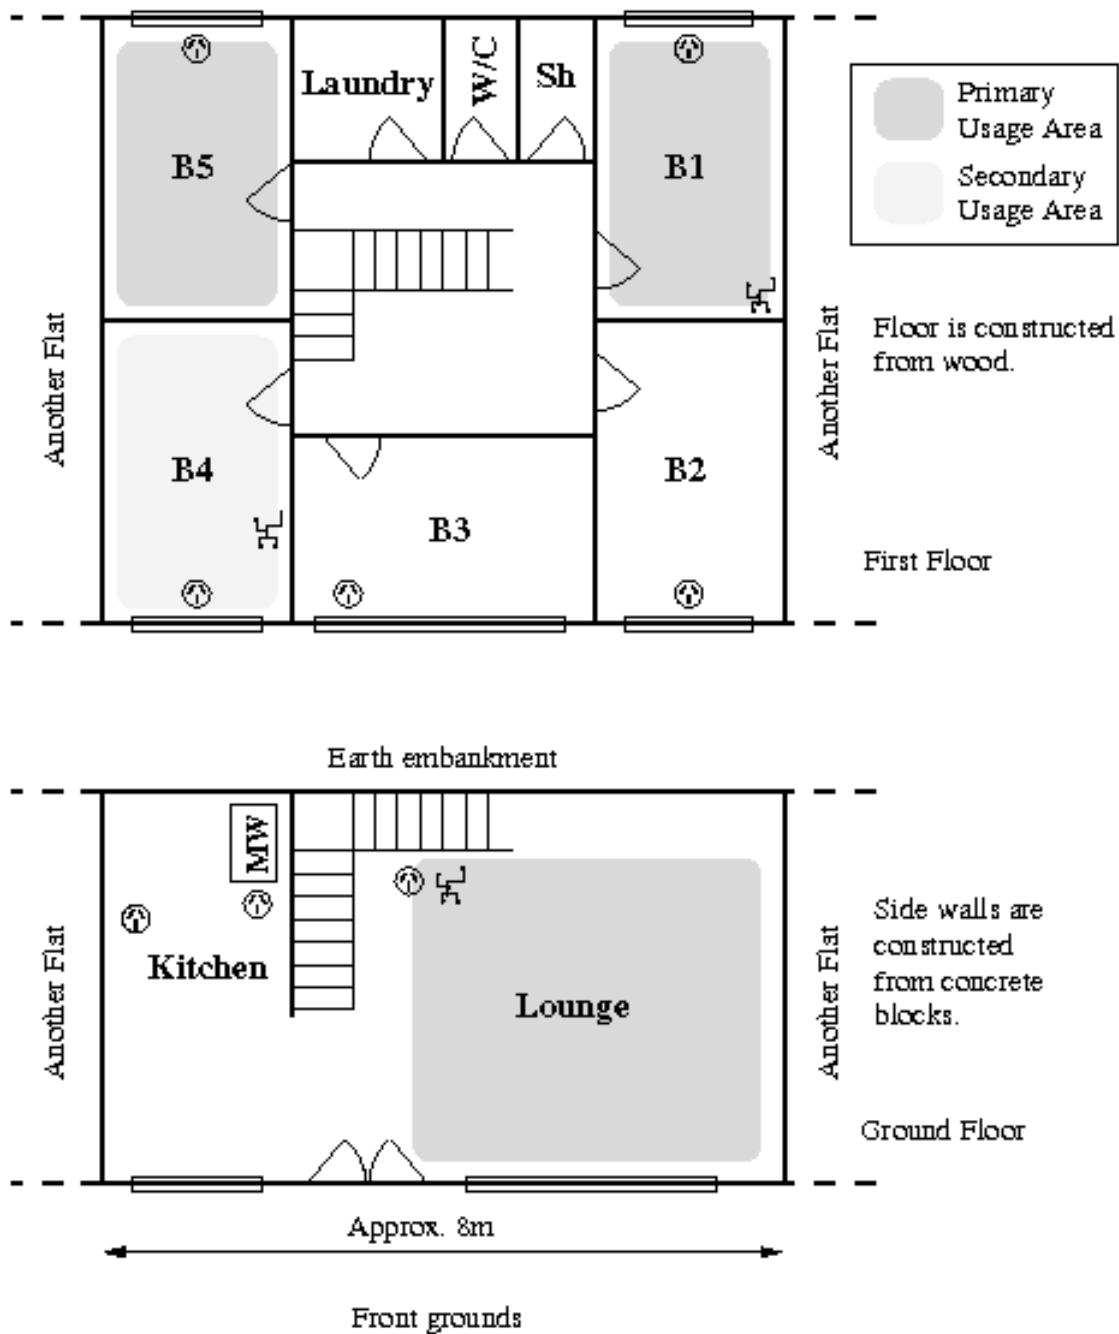 Laundry
W/C
Sh
B5
B1
Primary
Usage Area
Secondary
Usage Area
Another Flat
Another Flat
Floor is constructed
from wood.
B4
B3
B2
First Floor
Earth embankment
MW
Kitchen
Lounge
Another Flat
Another Flat
Side walls are
constructed
from concrete
blocks.
Ground Floor
Approx. 8m
Front grounds